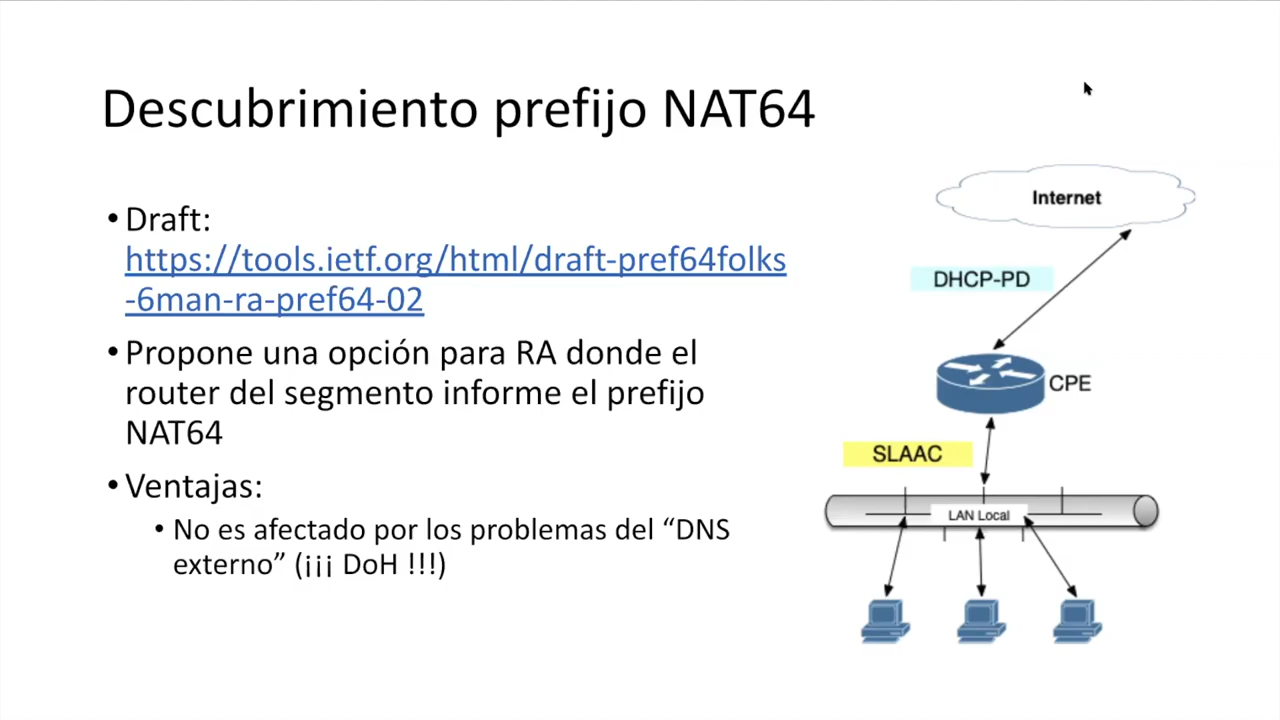 Descubrimiento prefijo NAT64
• Draft:
https://tools.ietf.org/html/draft-pref64folks
-6man-ra-pref64-02
• Propone una opción para RA donde el
router del segmento informe el prefijo
NAT64
• Ventajas:
• No es afectado por los problemas del “DNS
externo” (¡¡¡ DoH !!!)
Internet
DHCP-PD
CPE
SLAAC
LAN Local